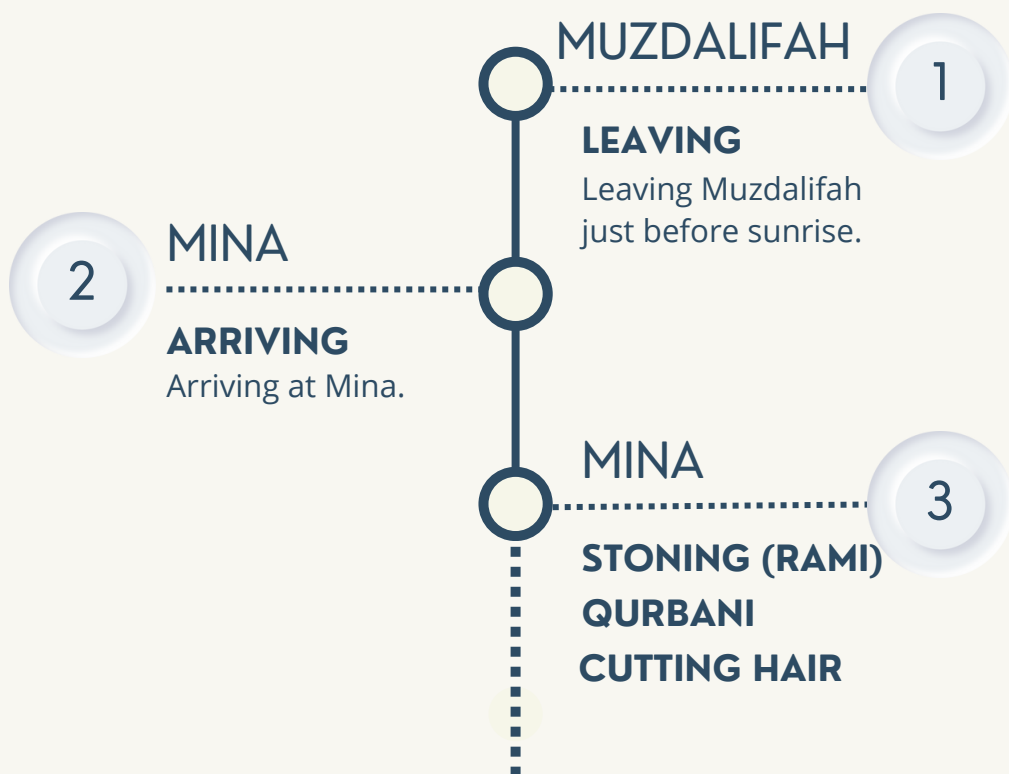 MUZDALIFAH
1
LEAVING
Leaving Muzdalifah
just before sunrise.
MINA
2
ARRIVING
Arriving at Mina.
MINA
3
STONING (RAMI)
QURBANI
CUTTING HAIR